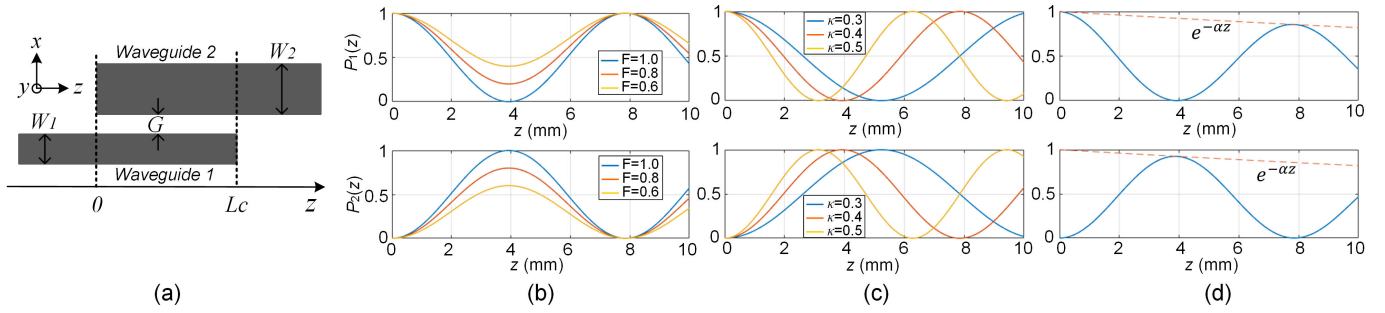 x
y
z
Waveguide 2
W2
W1
G
Waveguide 1
0
Lc
z
(a)
P1(z)
1
0.5
0
F=1.0
F=0.8
F=0.6
0 2 4 6 8 10
z (mm)
P2(z)
1
0.5
0
F=1.0
F=0.8
F=0.6
0 2 4 6 8 10
z (mm)
(b)
1
0.5
0
κ=0.3
κ=0.4
κ=0.5
0 2 4 6 8 10
z (mm)
1
0.5
0
κ=0.3
κ=0.4
κ=0.5
0 2 4 6 8 10
z (mm)
(c)
1
0.5
0
e^{-αz}
0 2 4 6 8 10
z (mm)
1
0.5
0
e^{-αz}
0 2 4 6 8 10
z (mm)
(d)